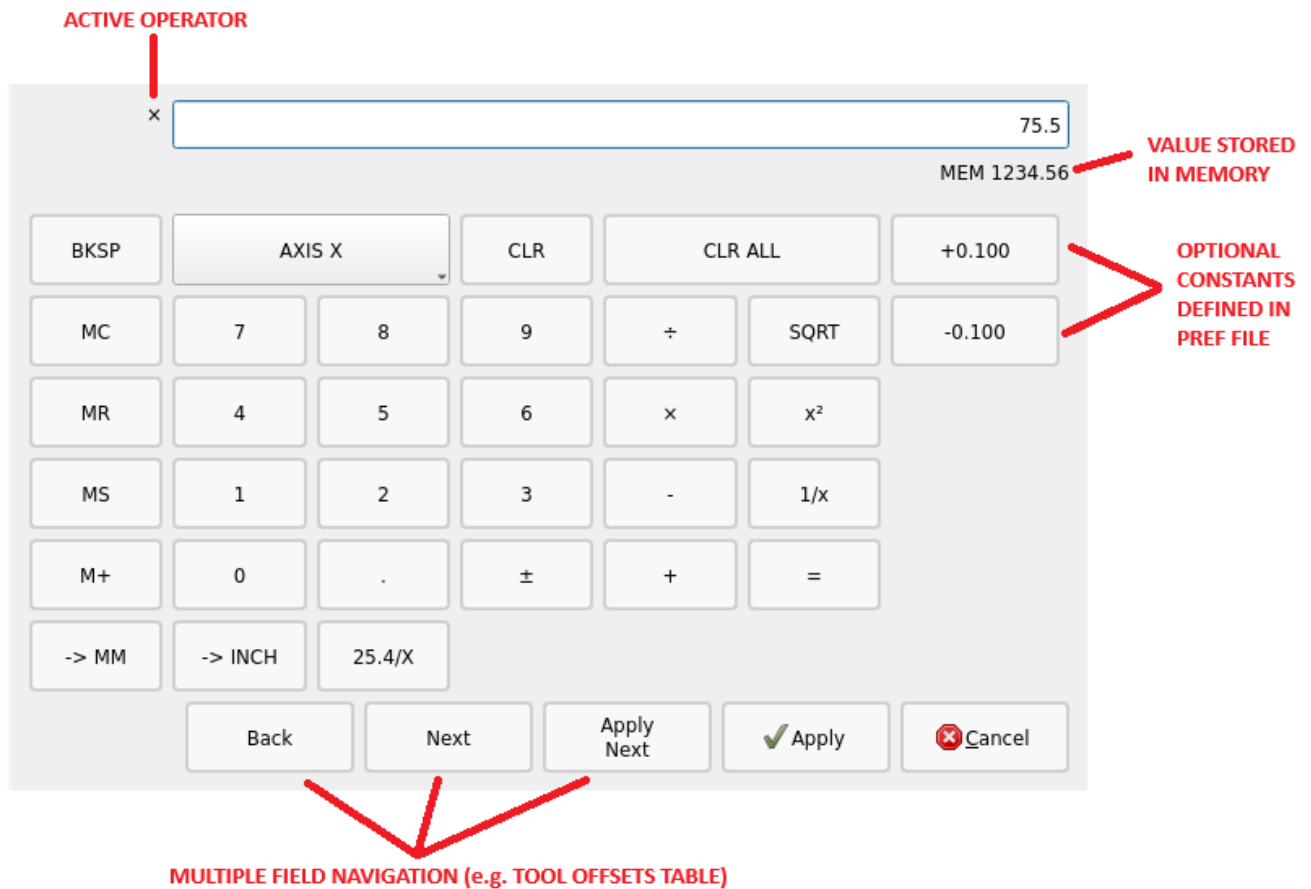 ACTIVE OPERATOR
×
75.5
VALUE STORED
IN MEMORY
MEM 1234.56
BKSP
AXIS X
CLR
CLR ALL
+0.100
OPTIONAL
CONSTANTS
DEFINED IN
PREF FILE
MC
7
8
9
÷
SQRT
-0.100
MR
4
5
6
×
x²
MS
1
2
3
-
1/x
M+
0
.
±
+
=
-> MM
-> INCH
25.4/X
Back
Next
Apply
Next
Apply
Cancel
MULTIPLE FIELD NAVIGATION (e.g. TOOL OFFSETS TABLE)